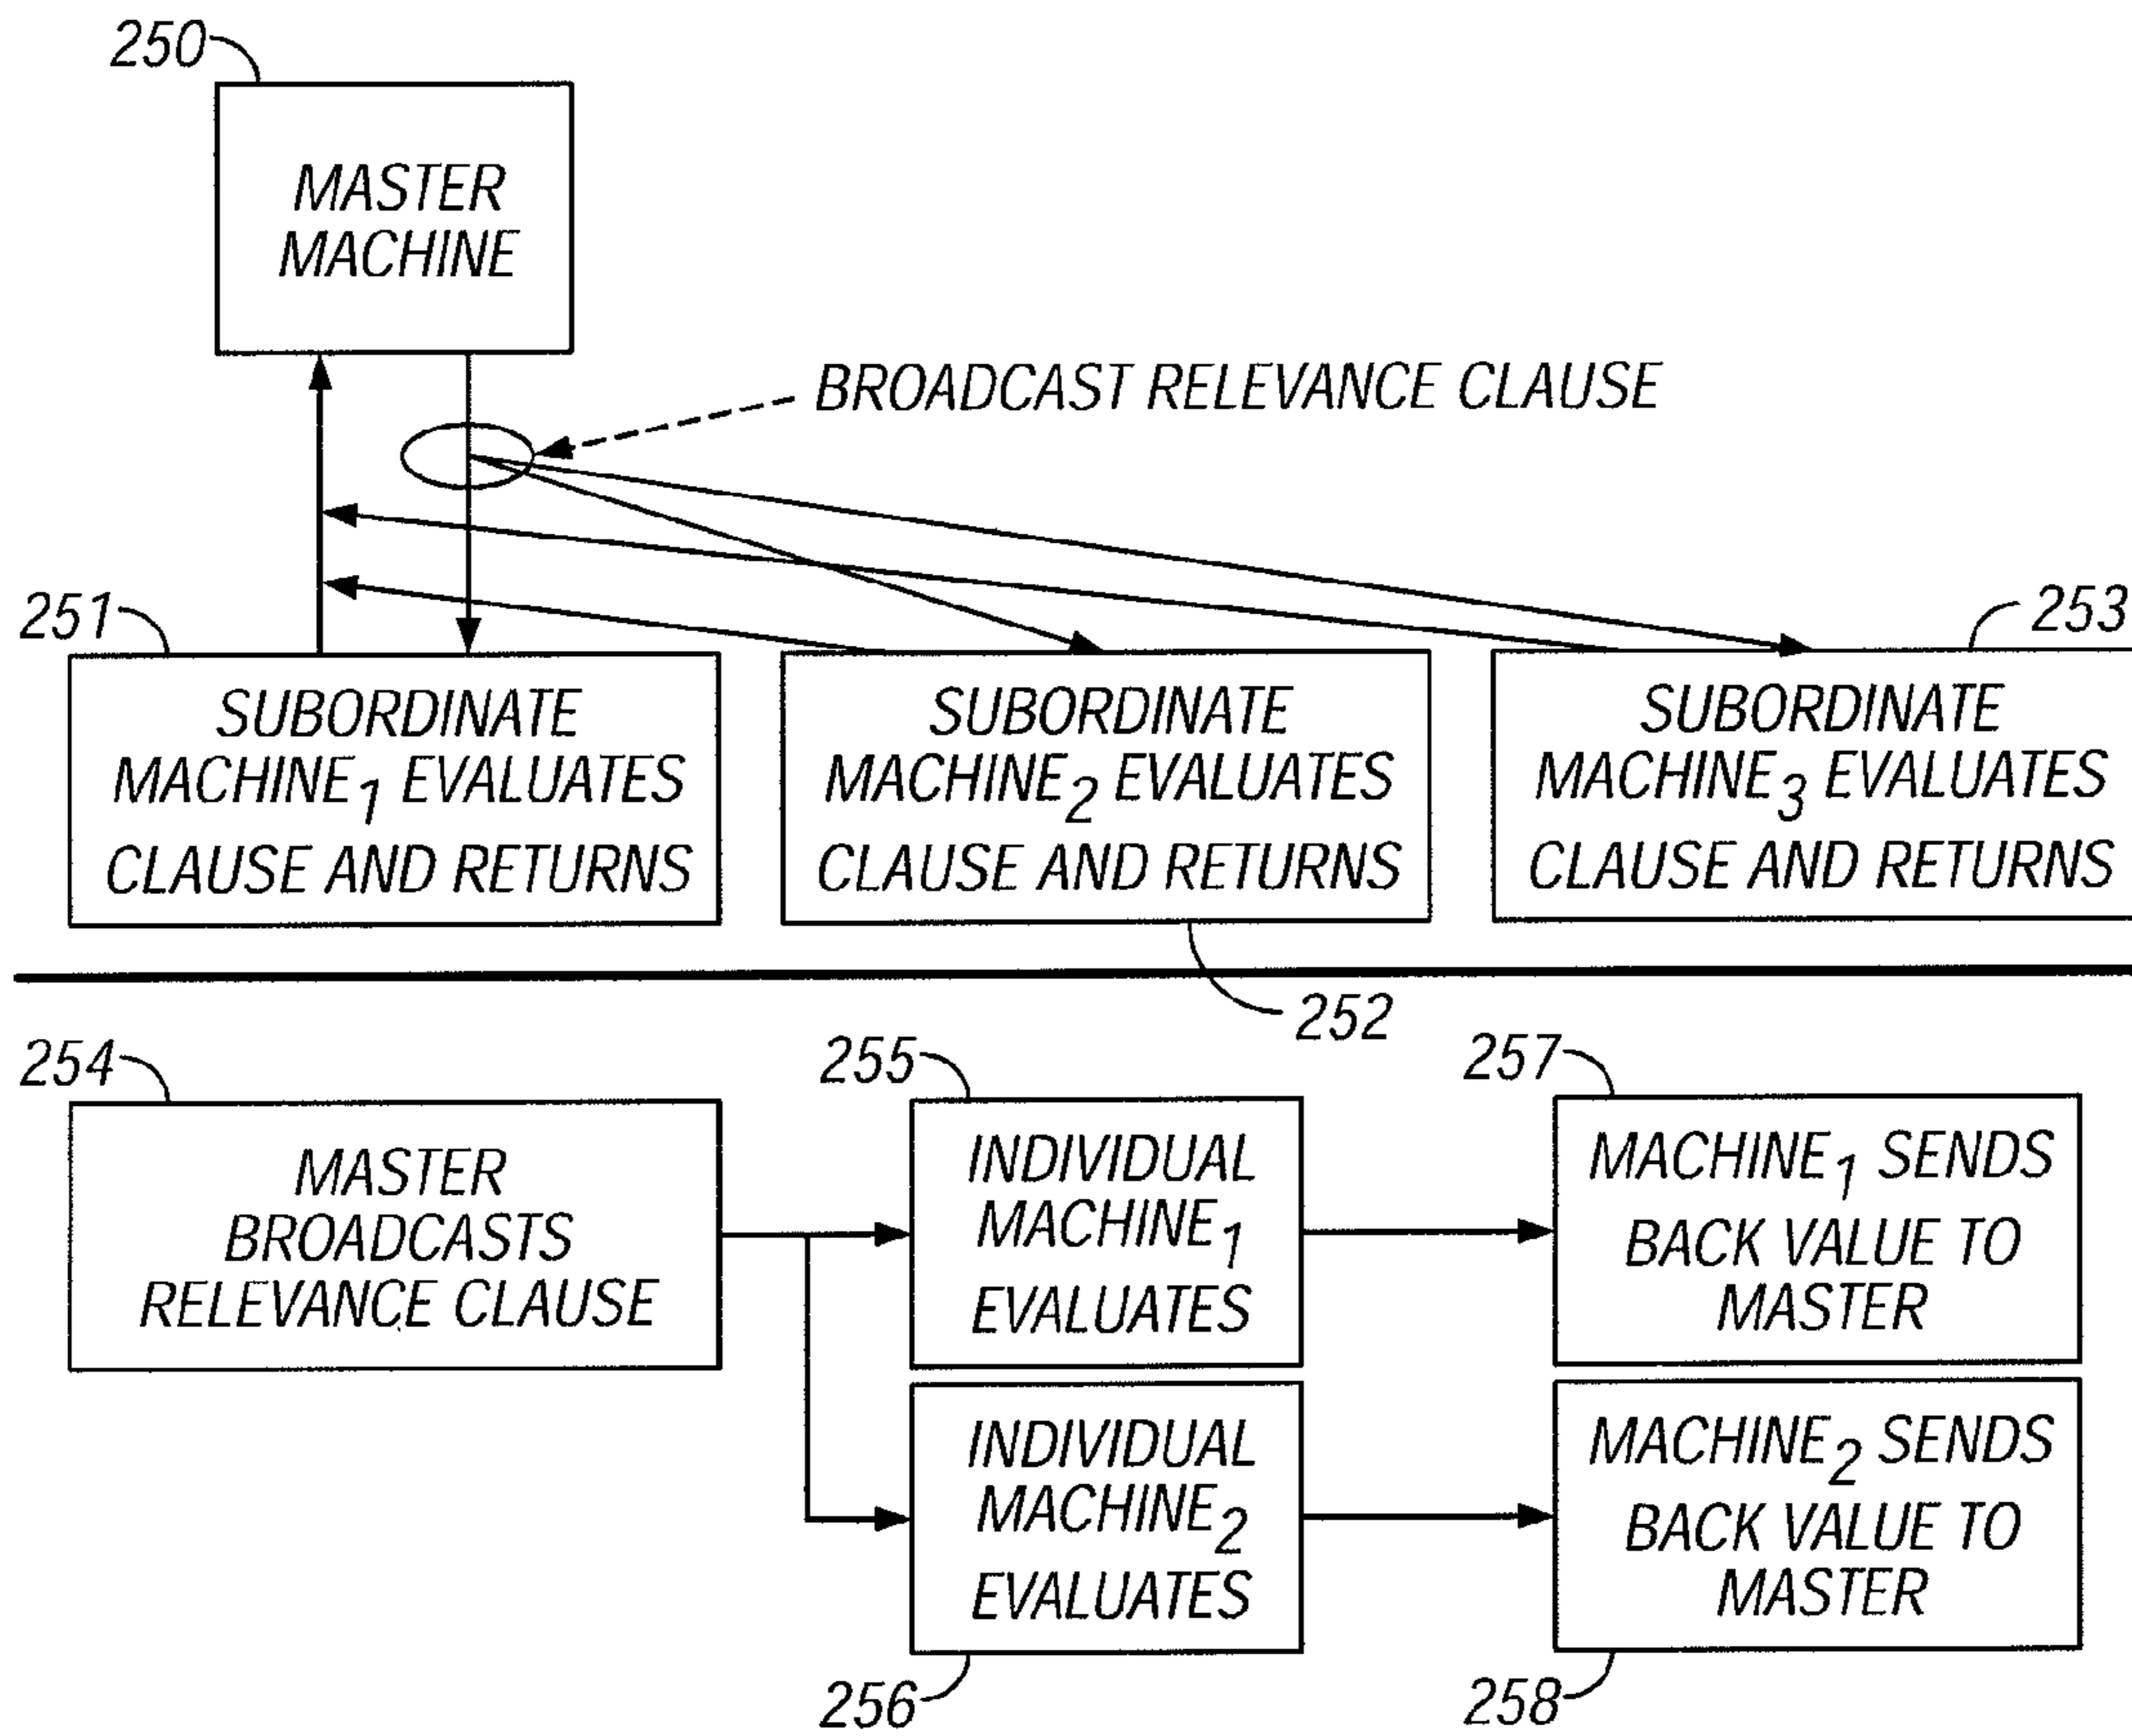 250
MASTER
MACHINE
BROADCAST RELEVANCE CLAUSE
251
253
SUBORDINATE
MACHINE₁ EVALUATES
CLAUSE AND RETURNS
SUBORDINATE
MACHINE₂ EVALUATES
CLAUSE AND RETURNS
SUBORDINATE
MACHINE₃ EVALUATES
CLAUSE AND RETURNS
252
254
255
257
MASTER
BROADCASTS
RELEVANCE CLAUSE
INDIVIDUAL
MACHINE₁
EVALUATES
MACHINE₁ SENDS
BACK VALUE TO
MASTER
INDIVIDUAL
MACHINE₂
EVALUATES
MACHINE₂ SENDS
BACK VALUE TO
MASTER
256
258